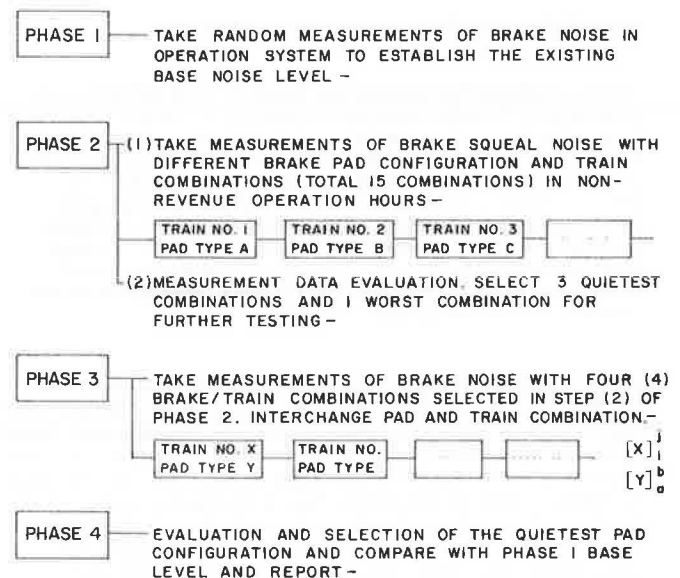 PHASE 1
TAKE RANDOM MEASUREMENTS OF BRAKE NOISE IN
OPERATION SYSTEM TO ESTABLISH THE EXISTING
BASE NOISE LEVEL –
PHASE 2
(1) TAKE MEASUREMENTS OF BRAKE SQUEAL NOISE WITH
DIFFERENT BRAKE PAD CONFIGURATION AND TRAIN
COMBINATIONS (TOTAL 15 COMBINATIONS) IN NON-
REVENUE OPERATION HOURS –
TRAIN NO. 1
PAD TYPE A
TRAIN NO. 2
PAD TYPE B
TRAIN NO. 3
PAD TYPE C
(2) MEASUREMENT DATA EVALUATION. SELECT 3 QUIETEST
COMBINATIONS AND 1 WORST COMBINATION FOR
FURTHER TESTING –
PHASE 3
TAKE MEASUREMENTS OF BRAKE NOISE WITH FOUR (4)
BRAKE/TRAIN COMBINATIONS SELECTED IN STEP (2) OF
PHASE 2. INTERCHANGE PAD AND TRAIN COMBINATION. –
TRAIN NO. X
PAD TYPE Y
TRAIN NO.
PAD TYPE
[X] j i
[Y] b a
PHASE 4
EVALUATION AND SELECTION OF THE QUIETEST PAD
CONFIGURATION AND COMPARE WITH PHASE 1 BASE
LEVEL AND REPORT –